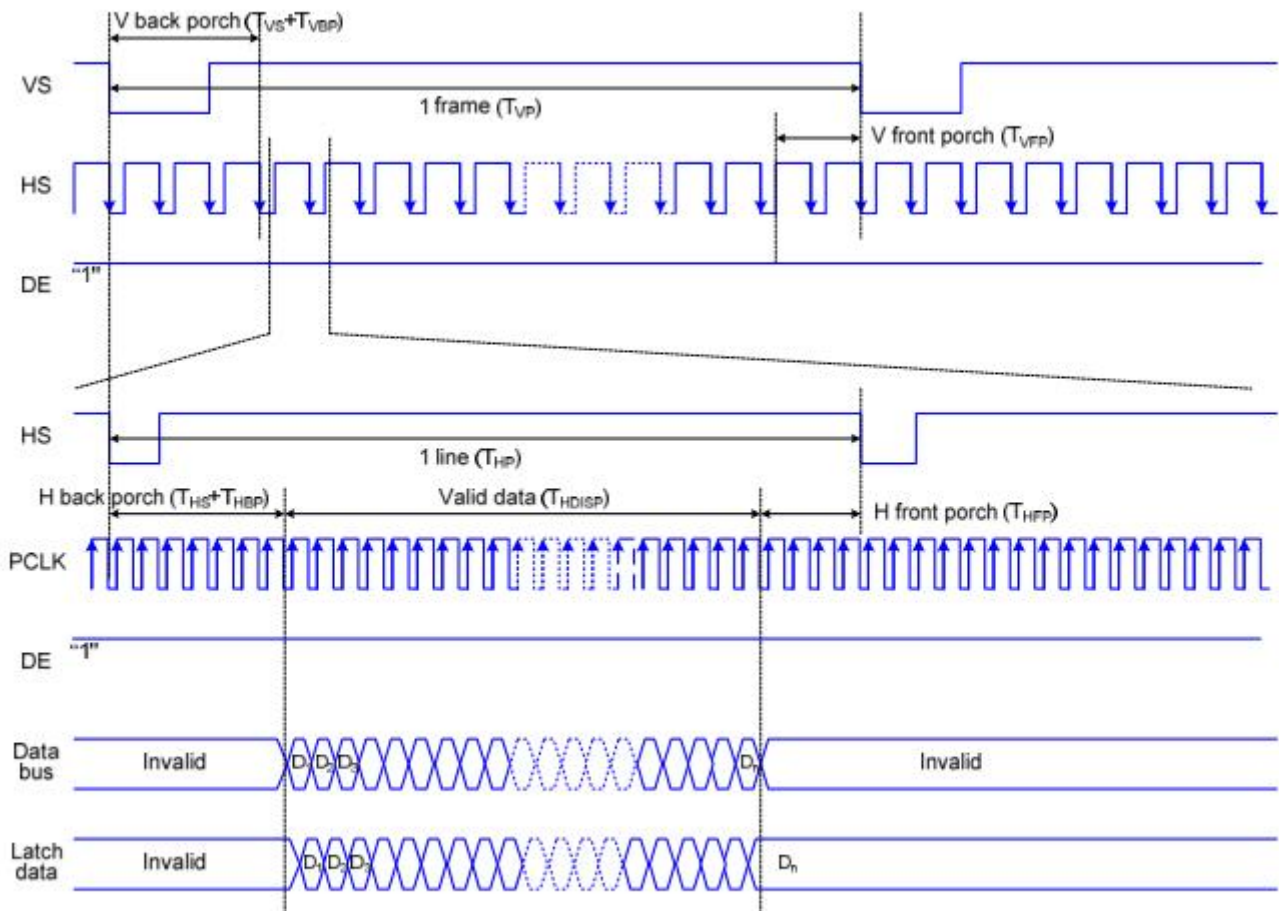 V back porch (TVS+TVBP)
VS
1 frame (TVP)
V front porch (TVFP)
HS
DE "1"
HS
1 line (THP)
H back porch (THS+THBP)
Valid data (THDISP)
H front porch (THFP)
PCLK
DE "1"
Data bus
Invalid
D1 D2 D3
Dn
Invalid
Latch data
Invalid
D1 D2 D3
Dn